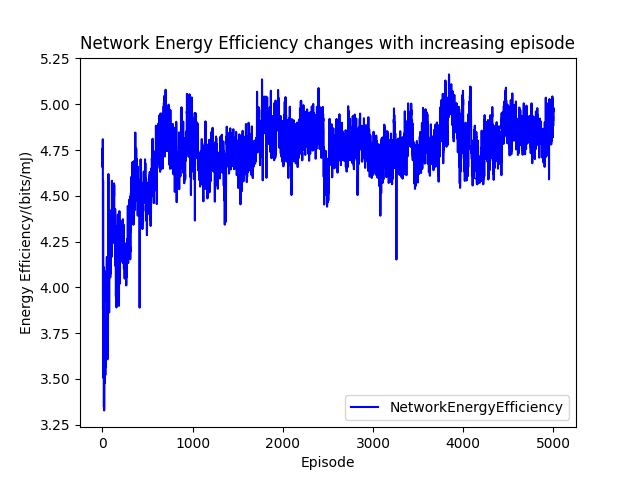 Network Energy Efficiency changes with increasing episode
5.25
5.00
4.75
4.50
4.25
4.00
3.75
3.50
3.25
Energy Efficiency/(bits/mJ)
NetworkEnergyEfficiency
0 1000 2000 3000 4000 5000
Episode